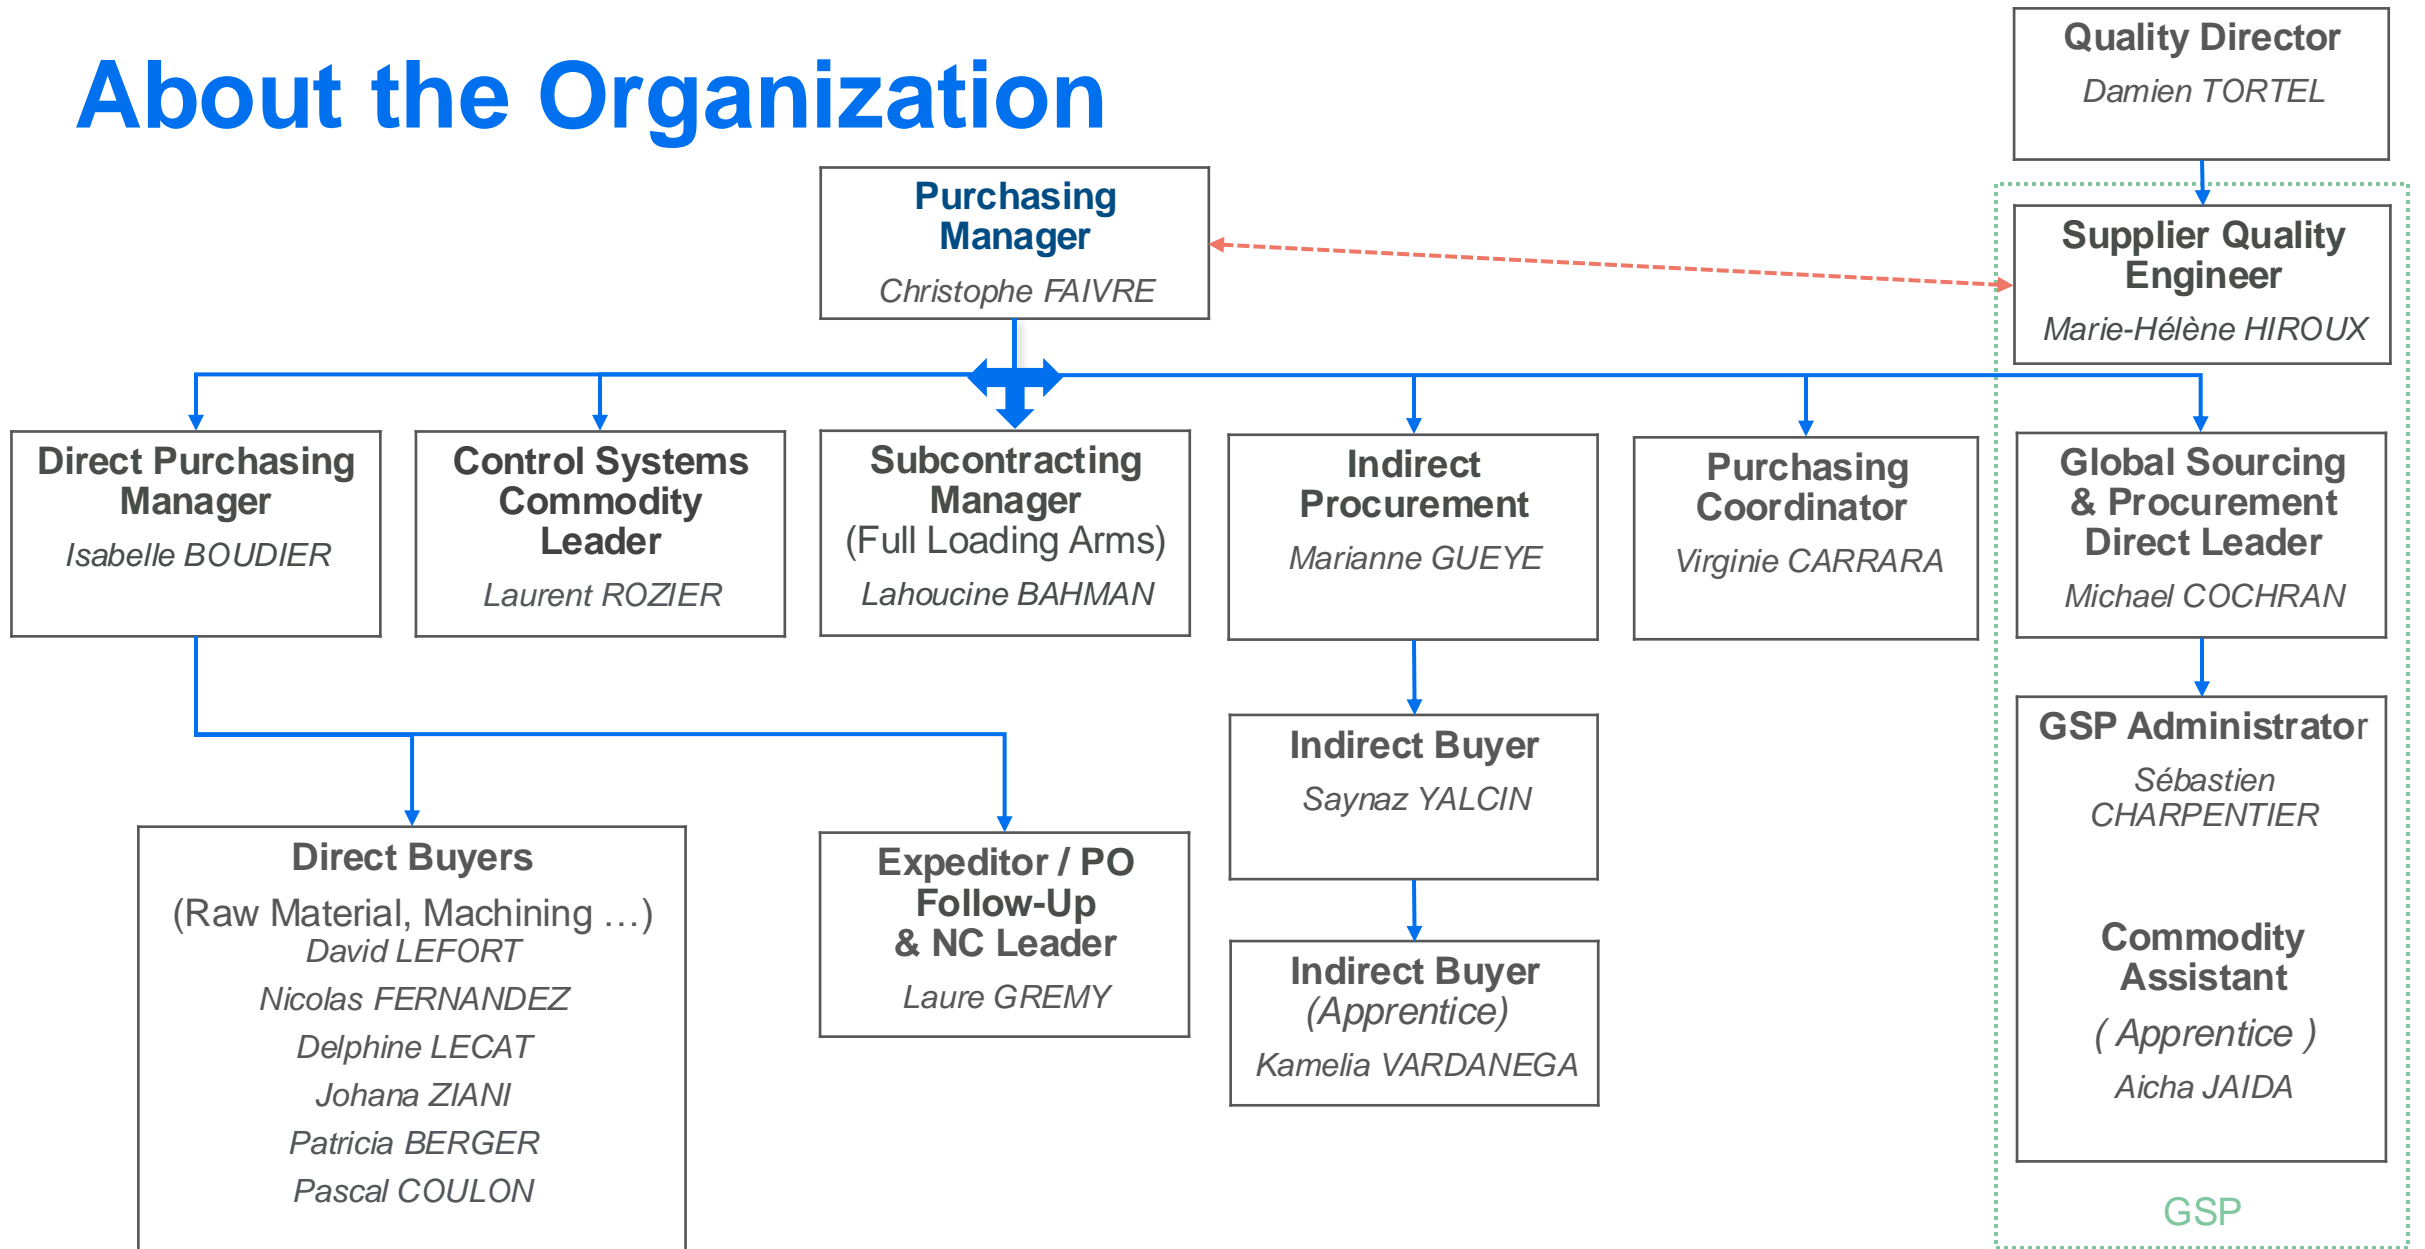 About the Organization
Quality Director
Damien TORTEL
Purchasing
Manager
Christophe FAIVRE
Supplier Quality
Engineer
Marie-Hélène HIROUX
Direct Purchasing
Manager
Isabelle BOUDIER
Control Systems
Commodity
Leader
Laurent ROZIER
Subcontracting
Manager
(Full Loading Arms)
Lahoucine BAHMAN
Indirect
Procurement
Marianne GUEYE
Purchasing
Coordinator
Virginie CARRARA
Global Sourcing
& Procurement
Direct Leader
Michael COCHRAN
Direct Buyers
(Raw Material, Machining …)
David LEFORT
Nicolas FERNANDEZ
Delphine LECAT
Johana ZIANI
Patricia BERGER
Pascal COULON
Expeditor / PO
Follow-Up
& NC Leader
Laure GREMY
Indirect Buyer
Saynaz YALCIN
Indirect Buyer
(Apprentice)
Kamelia VARDANEGA
GSP Administrator
Sébastien
CHARPENTIER
Commodity
Assistant
( Apprentice )
Aicha JAIDA
GSP